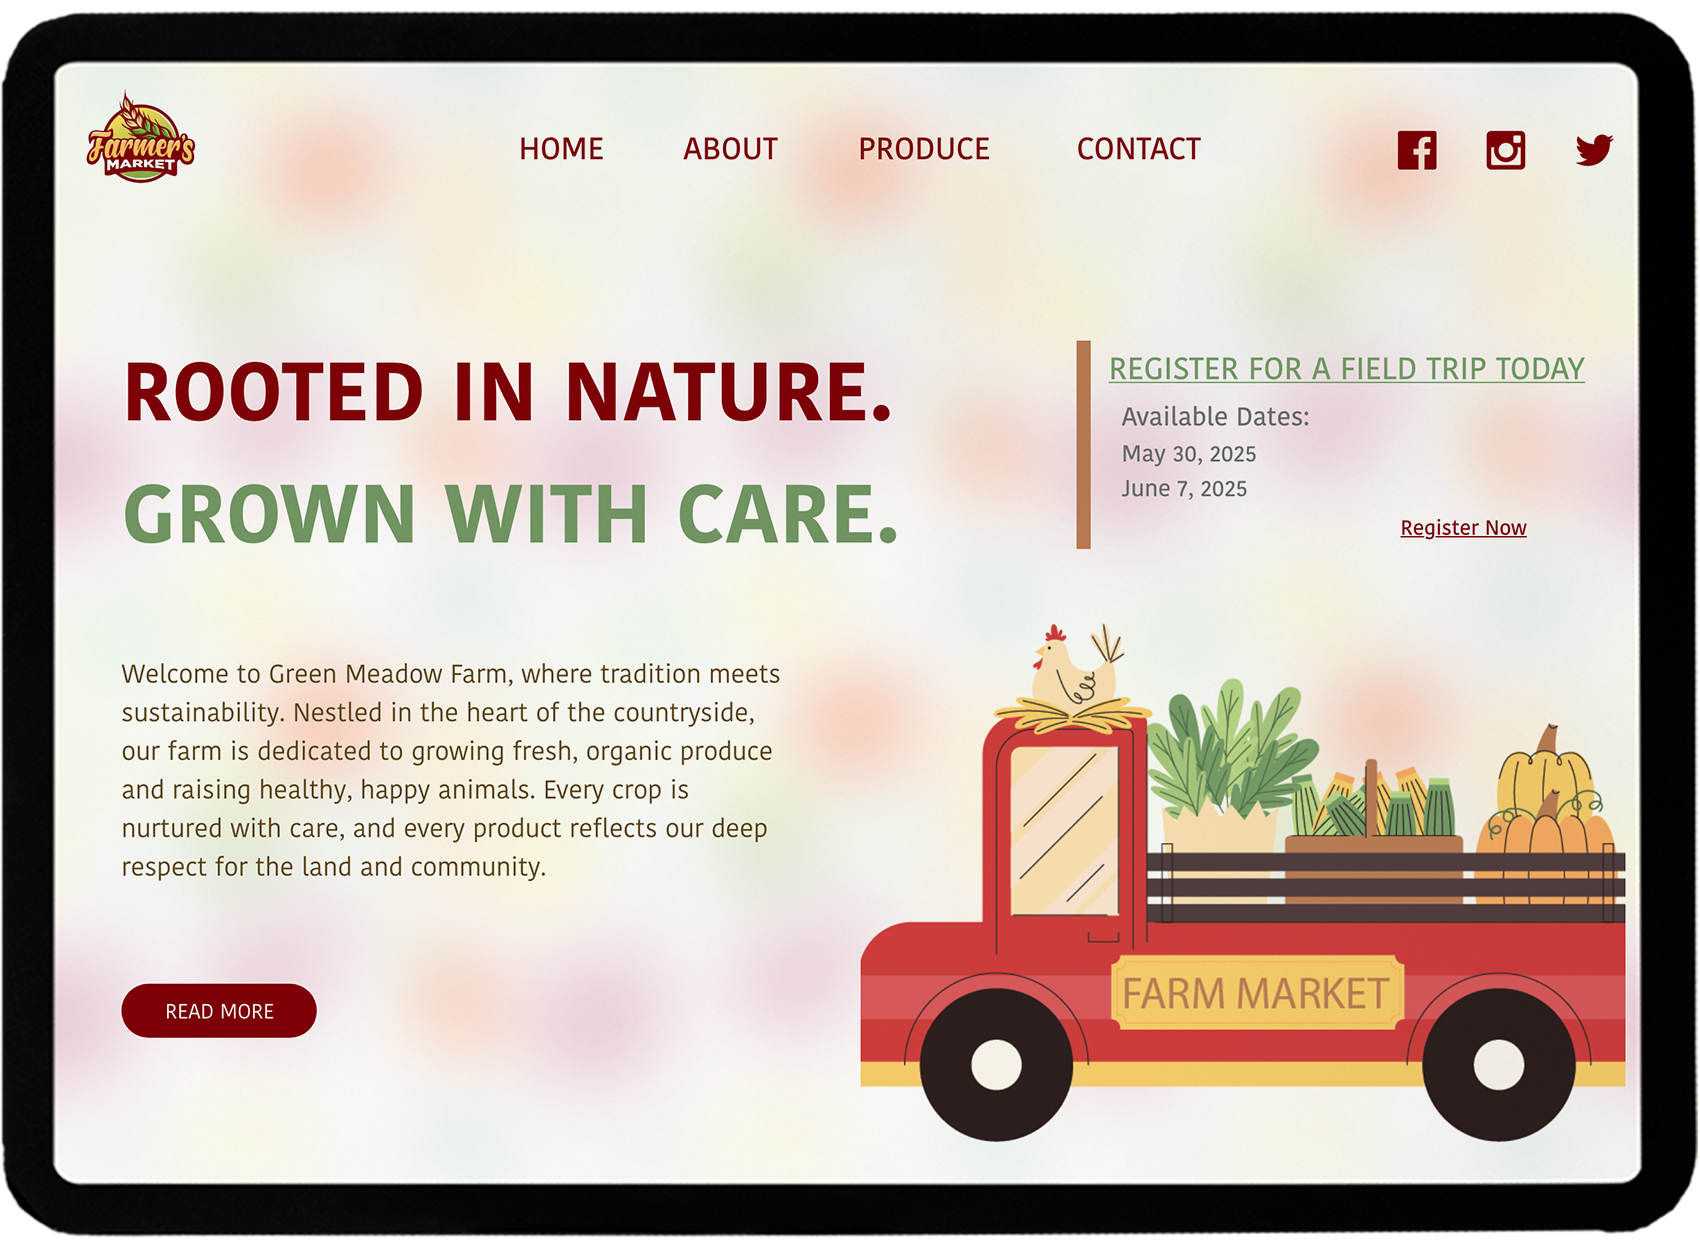 Farmer's
MARKET
HOME
ABOUT
PRODUCE
CONTACT
ROOTED IN NATURE.
GROWN WITH CARE.
REGISTER FOR A FIELD TRIP TODAY
Available Dates:
May 30, 2025
June 7, 2025
Register Now
Welcome to Green Meadow Farm, where tradition meets
sustainability. Nestled in the heart of the countryside,
our farm is dedicated to growing fresh, organic produce
and raising healthy, happy animals. Every crop is
nurtured with care, and every product reflects our deep
respect for the land and community.
READ MORE
FARM MARKET